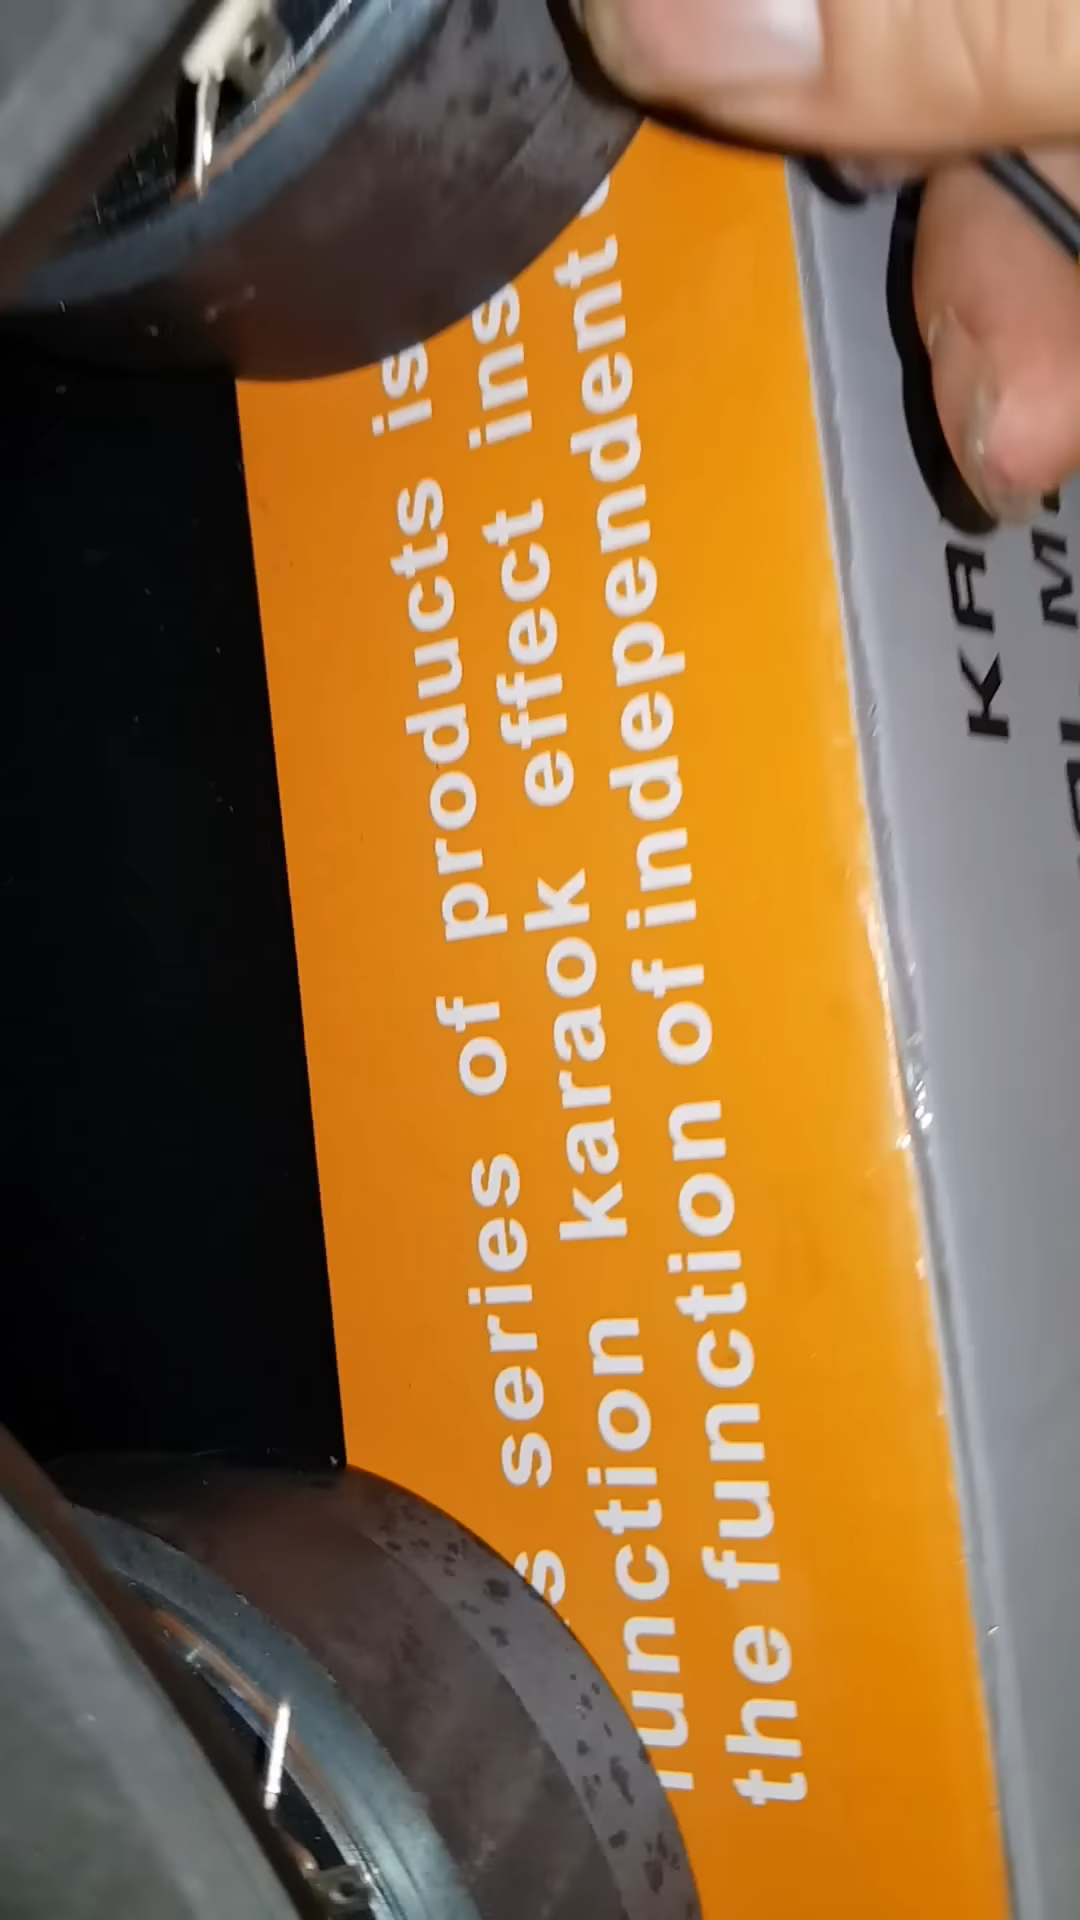 series of products is
function karaok effect ins
the function of independent
KA
M